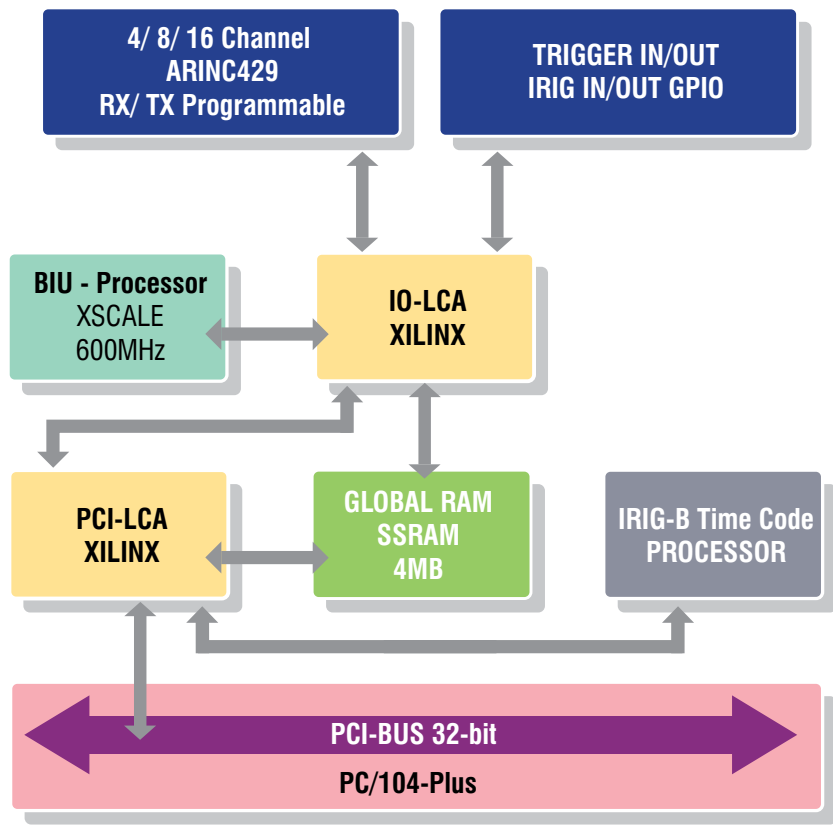 4/ 8/ 16 Channel
ARINC429
RX/ TX Programmable
TRIGGER IN/OUT
IRIG IN/OUT GPIO
BIU - Processor
XSCALE
600MHz
IO-LCA
XILINX
PCI-LCA
XILINX
GLOBAL RAM
SSRAM
4MB
IRIG-B Time Code
PROCESSOR
PCI-BUS 32-bit
PC/104-Plus